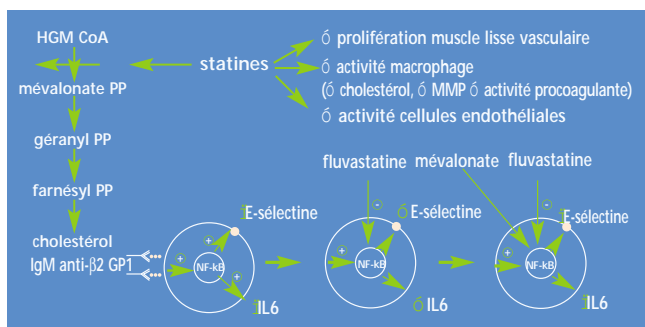 HGM CoA
mévalonate PP
géranyl PP
farnésyl PP
cholestérol
statines
Ó prolifération muscle lisse vasculaire
Ó activité macrophage
(Ó cholestérol, Ó MMP Ó activité procoagulante)
Ó activité cellules endothéliales
fluvastatine mévalonate fluvastatine
IgM anti-β2 GP1
+
NF-kB
+
+
E-sélectine
IL6
-
+
NF-kB
Ó E-sélectine
Ó IL6
-
+
NF-kB
E-sélectine
IL6